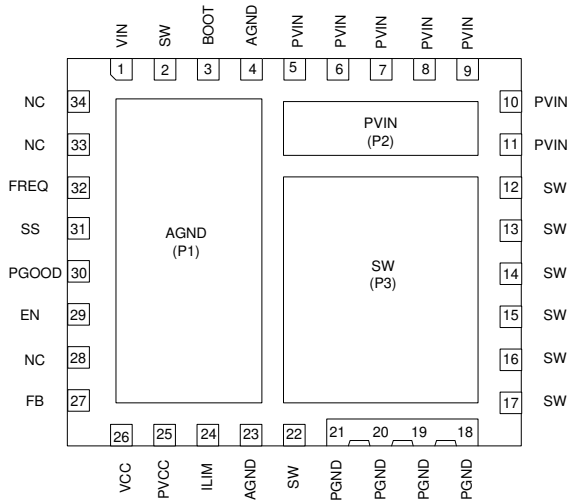 VIN SW BOOT AGND PVIN PVIN PVIN PVIN PVIN
1 2 3 4 5 6 7 8 9
NC 34
NC 33
FREQ 32
SS 31
PGOOD 30
EN 29
NC 28
FB 27
AGND
(P1)
PVIN
(P2)
SW
(P3)
10 PVIN
11 PVIN
12 SW
13 SW
14 SW
15 SW
16 SW
17 SW
26 25 24 23 22 21 20 19 18
VCC PVCC ILIM AGND SW PGND PGND PGND PGND